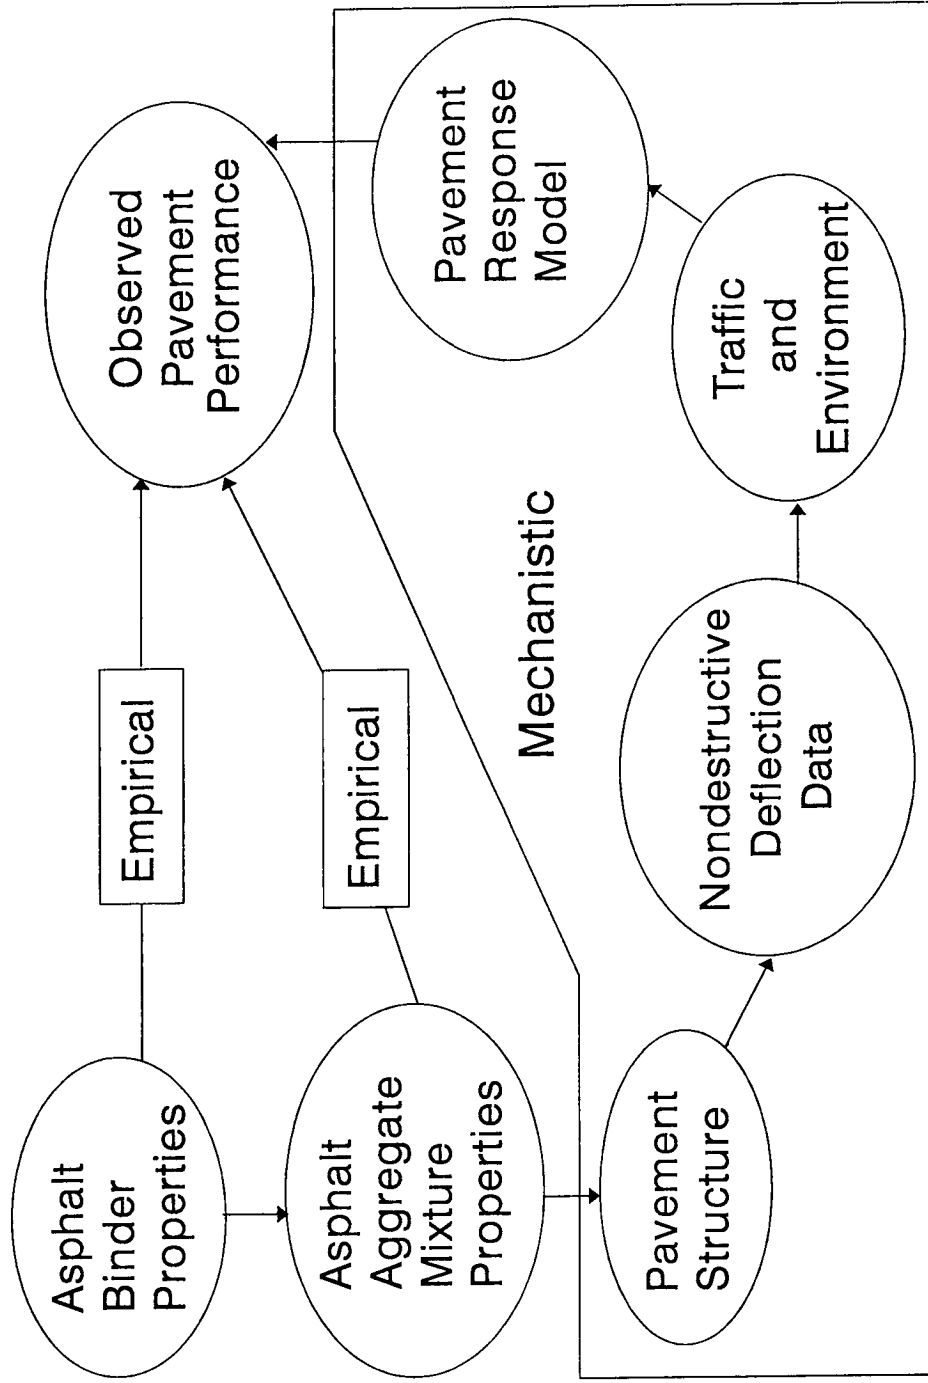 Asphalt
Binder
Properties
Empirical
Observed
Pavement
Performance
Asphalt
Aggregate
Mixture
Properties
Empirical
Mechanistic
Pavement
Response
Model
Pavement
Structure
Nondestructive
Deflection
Data
Traffic
and
Environment